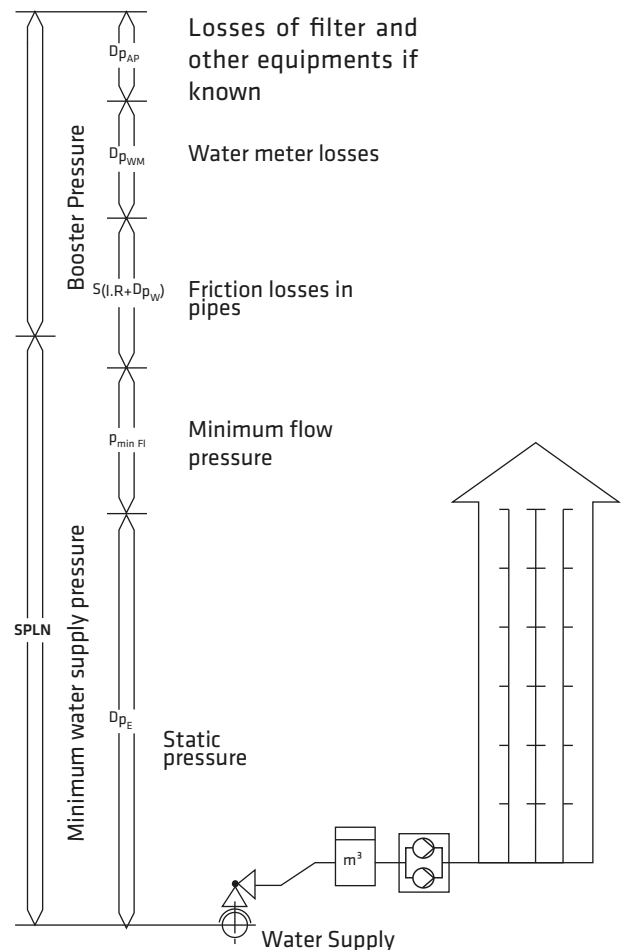 Dp_AP
Losses of filter and
other equipments if
known
Booster Pressure
Dp_WM
Water meter losses
S(l.R+Dp_W)
Friction losses in
pipes
p_min Fl
Minimum flow
pressure
SPLN
Minimum water supply pressure
Dp_E
Static
pressure
m³
Water Supply